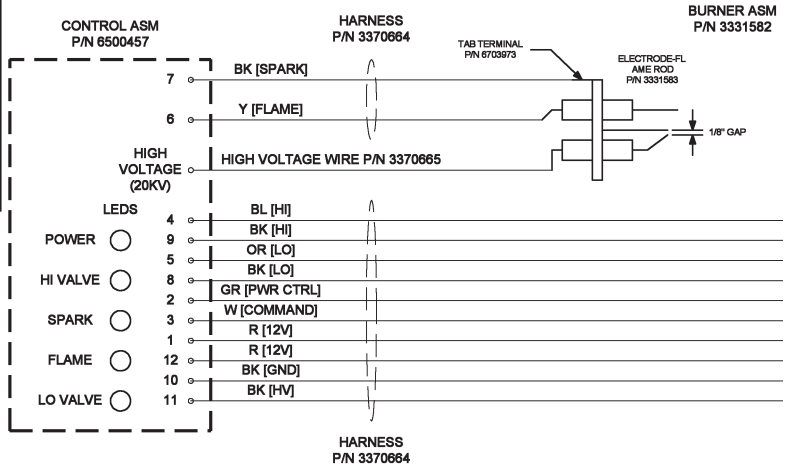 BURNER ASM
P/N 3331582
CONTROL ASM
P/N 6500457
HARNESS
P/N 3370664
TAB TERMINAL
P/N 6703973
ELECTRODE-FL
AME ROD
P/N 3331583
7
BK [SPARK]
6
Y [FLAME]
1/8" GAP
HIGH
VOLTAGE
(20KV)
HIGH VOLTAGE WIRE P/N 3370665
LEDS
4
BL [HI]
POWER
9
BK [HI]
5
OR [LO]
HI VALVE
8
BK [LO]
2
GR [PWR CTRL]
SPARK
3
W [COMMAND]
1
R [12V]
FLAME
12
R [12V]
10
BK [GND]
LO VALVE
11
BK [HV]
HARNESS
P/N 3370664